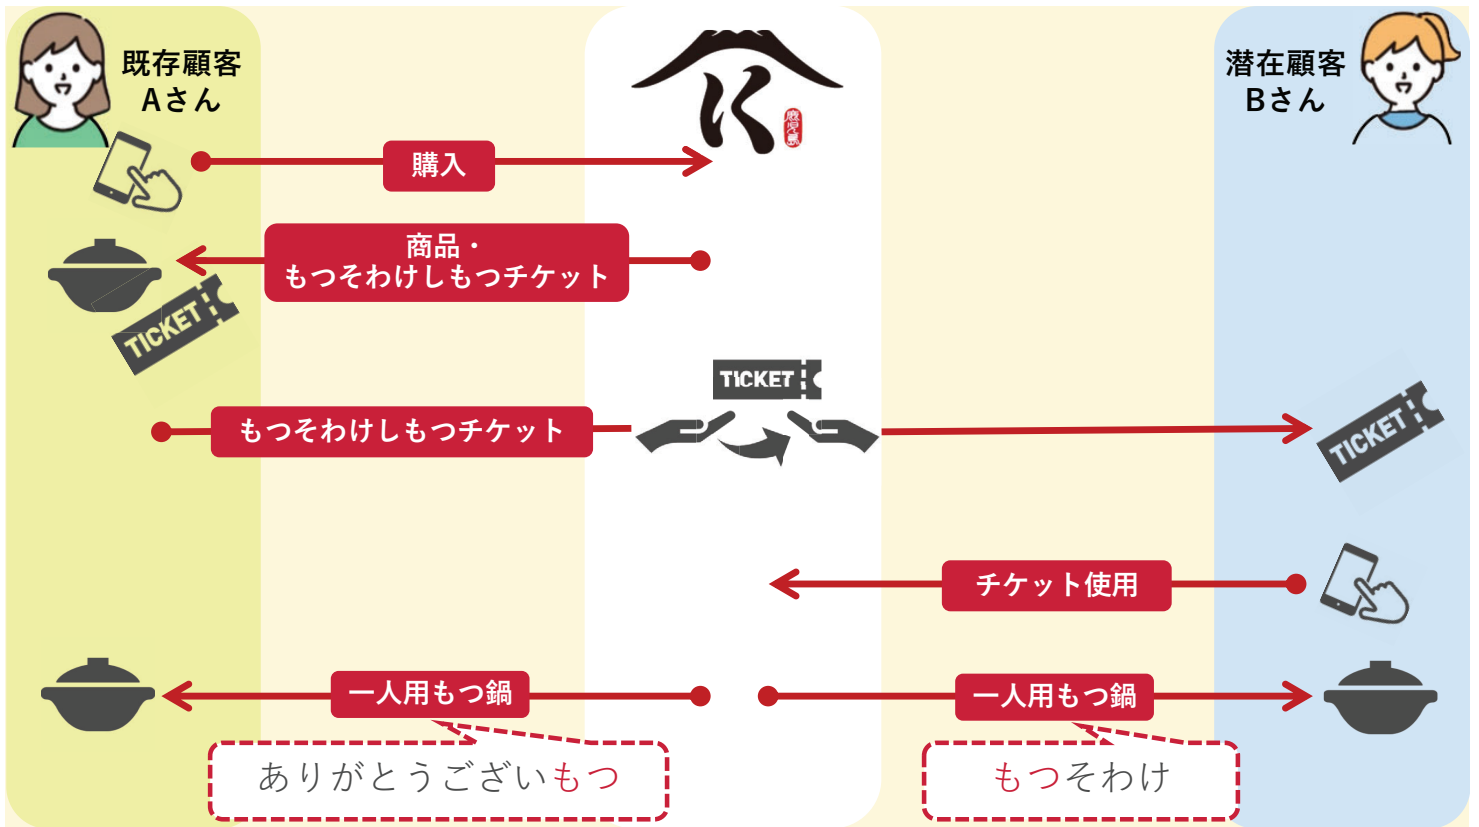 既存顧客
Aさん
に
鹿児島
潜在顧客
Bさん
購入
商品・
もつそわけしもつチケット
TICKET
TICKET
もつそわけしもつチケット
TICKET
チケット使用
一人用もつ鍋
一人用もつ鍋
ありがとうございもつ
もつそわけ